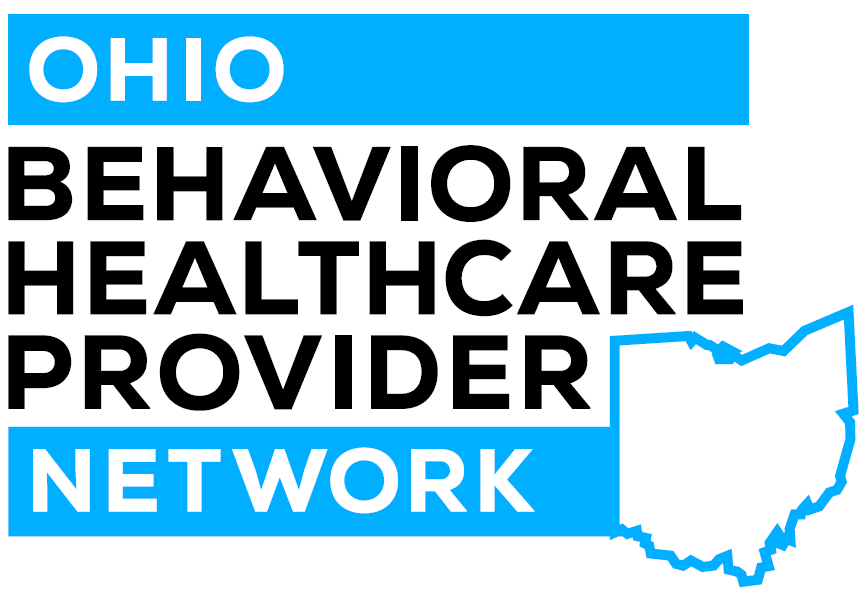 OHIO
BEHAVIORAL
HEALTHCARE
PROVIDER
NETWORK